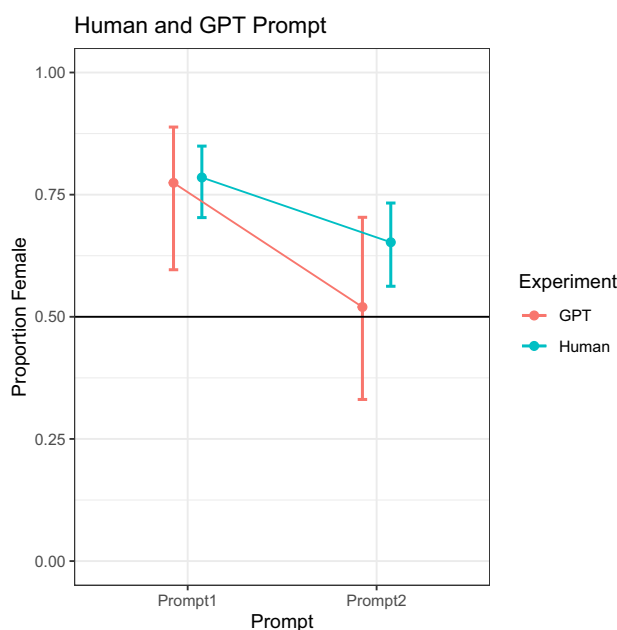 Human and GPT Prompt
1.00
0.75
0.50
0.25
0.00
Proportion Female
Prompt1
Prompt2
Prompt
Experiment
GPT
Human